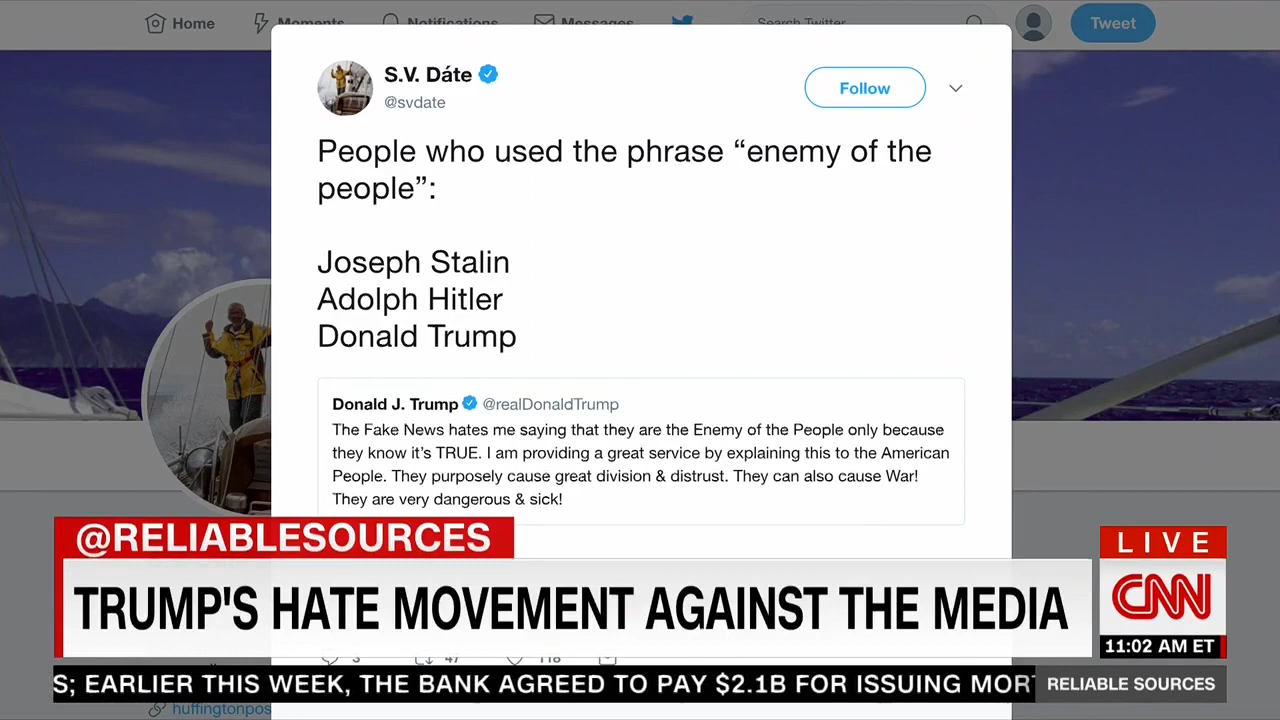 Home
Moments
Notifications
Messages
Search Twitter
Tweet
S.V. Dáte
@svdate
Follow
People who used the phrase “enemy of the
people”:
Joseph Stalin
Adolph Hitler
Donald Trump
Donald J. Trump @realDonaldTrump
The Fake News hates me saying that they are the Enemy of the People only because
they know it’s TRUE. I am providing a great service by explaining this to the American
People. They purposely cause great division & distrust. They can also cause War!
They are very dangerous & sick!
@RELIABLESOURCES
TRUMP'S HATE MOVEMENT AGAINST THE MEDIA
LIVE
CNN
11:02 AM ET
S; EARLIER THIS WEEK, THE BANK AGREED TO PAY $2.1B FOR ISSUING MOR
RELIABLE SOURCES
huffingtonpos